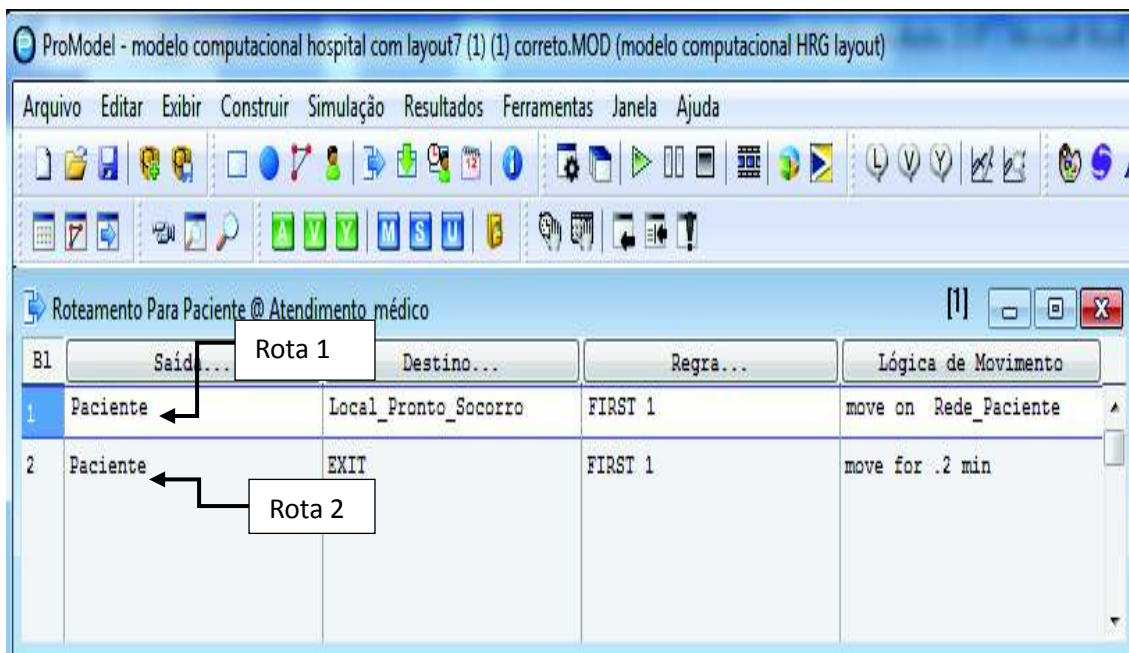 ProModel - modelo computacional hospital com layout7 (1) (1) correto.MOD (modelo computacional HRG layout)
Arquivo Editar Exibir Construir Simulação Resultados Ferramentas Janela Ajuda
Roteamento Para Paciente @ Atendimento médico [1]
Bl Saída... Destino... Regra... Lógica de Movimento
Rota 1
1 Paciente Local_Pronto_Socorro FIRST 1 move on Rede_Paciente
2 Paciente EXIT FIRST 1 move for .2 min
Rota 2